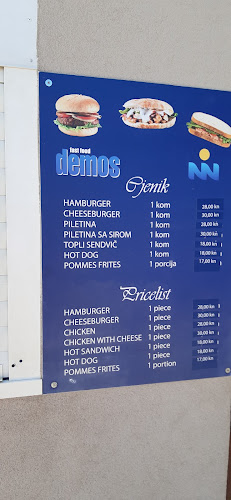 fast food
demos
Cjenik
HAMBURGER 1 kom 28,00 kn
CHEESEBURGER 1 kom 30,00 kn
PILETINA 1 kom 28,00 kn
PILETINA SA SIROM 1 kom 30,00 kn
TOPLI SENDVIČ 1 kom 18,00 kn
HOT DOG 1 kom 18,00 kn
POMMES FRITES 1 porcija 17,00 kn
Pricelist
HAMBURGER 1 piece 28,00 kn
CHEESEBURGER 1 piece 30,00 kn
CHICKEN 1 piece 28,00 kn
CHICKEN WITH CHEESE 1 piece 30,00 kn
HOT SANDWICH 1 piece 18,00 kn
HOT DOG 1 piece 18,00 kn
POMMES FRITES 1 portion 17,00 kn